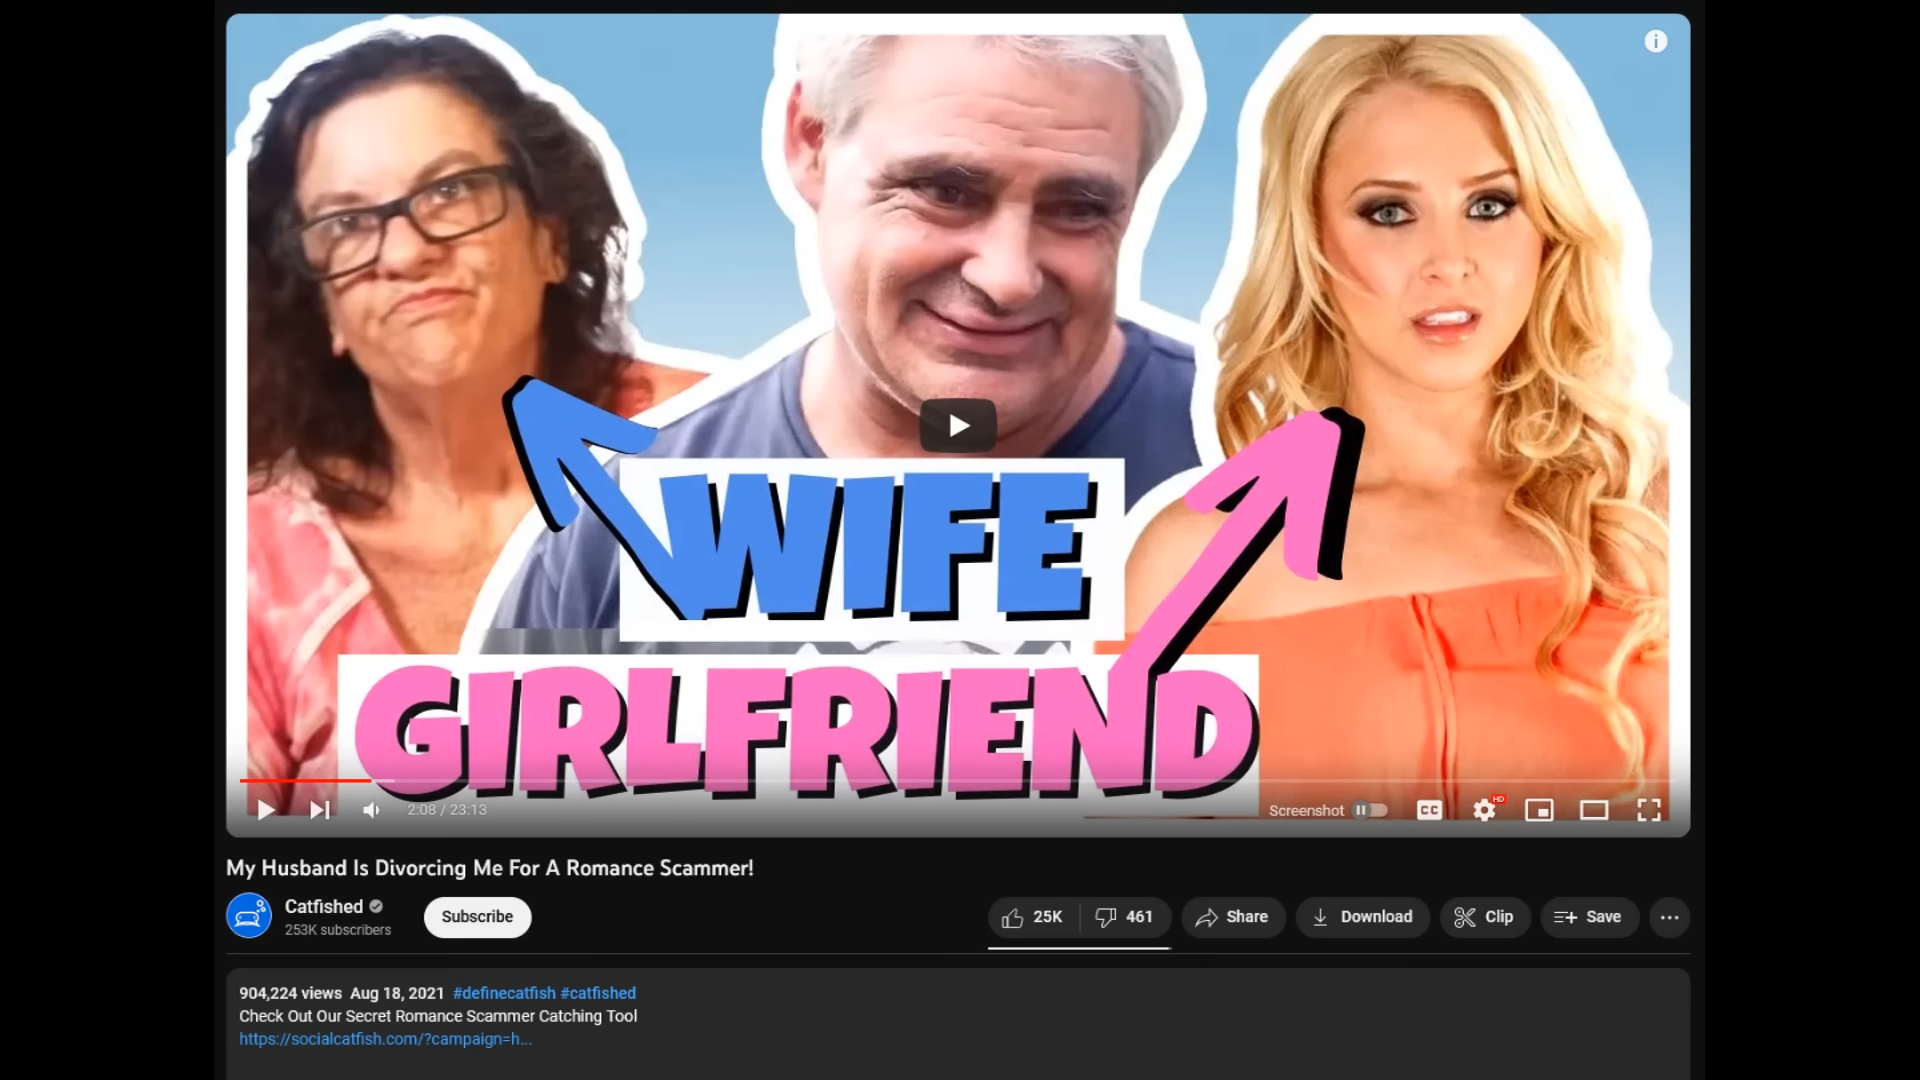 WIFE
GIRLFRIEND
2:08 / 23:13
Screenshot
CC
HD
My Husband Is Divorcing Me For A Romance Scammer!
Catfished
253K subscribers
Subscribe
25K
461
Share
Download
Clip
Save
904,224 views Aug 18, 2021 #definecatfish #catfished
Check Out Our Secret Romance Scammer Catching Tool
https://socialcatfish.com/?campaign=h...